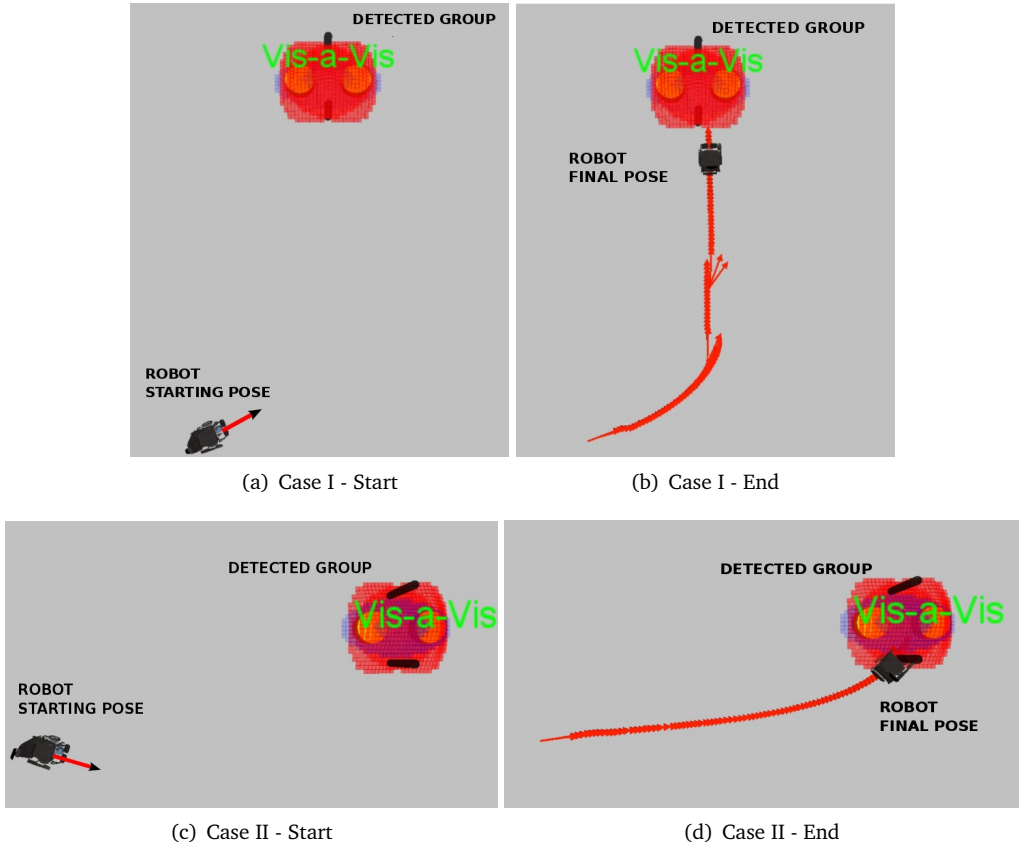 DETECTED GROUP
Vis-a-Vis
ROBOT
STARTING POSE
(a) Case I - Start
DETECTED GROUP
Vis-a-Vis
ROBOT
FINAL POSE
(b) Case I - End
DETECTED GROUP
Vis-a-Vis
ROBOT
STARTING POSE
(c) Case II - Start
DETECTED GROUP
Vis-a-Vis
ROBOT
FINAL POSE
(d) Case II - End